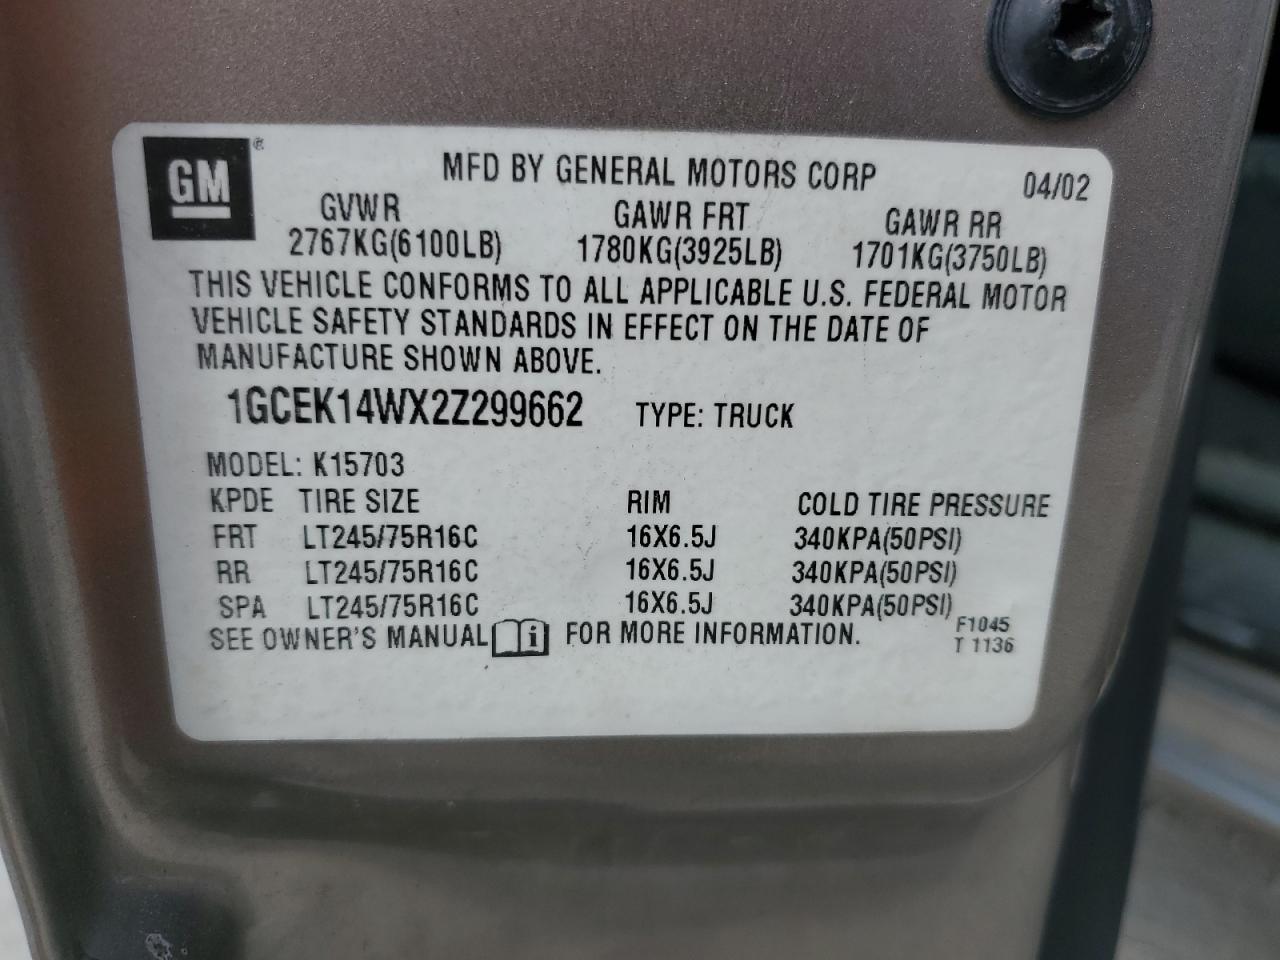 GM ®
MFD BY GENERAL MOTORS CORP 04/02
GVWR GAWR FRT GAWR RR
2767KG(6100LB) 1780KG(3925LB) 1701KG(3750LB)
THIS VEHICLE CONFORMS TO ALL APPLICABLE U.S. FEDERAL MOTOR
VEHICLE SAFETY STANDARDS IN EFFECT ON THE DATE OF
MANUFACTURE SHOWN ABOVE.
1GCEK14WX2Z299662 TYPE: TRUCK
MODEL: K15703
KPDE TIRE SIZE RIM COLD TIRE PRESSURE
FRT LT245/75R16C 16X6.5J 340KPA(50PSI)
RR LT245/75R16C 16X6.5J 340KPA(50PSI)
SPA LT245/75R16C 16X6.5J 340KPA(50PSI)
SEE OWNER'S MANUAL i FOR MORE INFORMATION.
F1045
T 1136